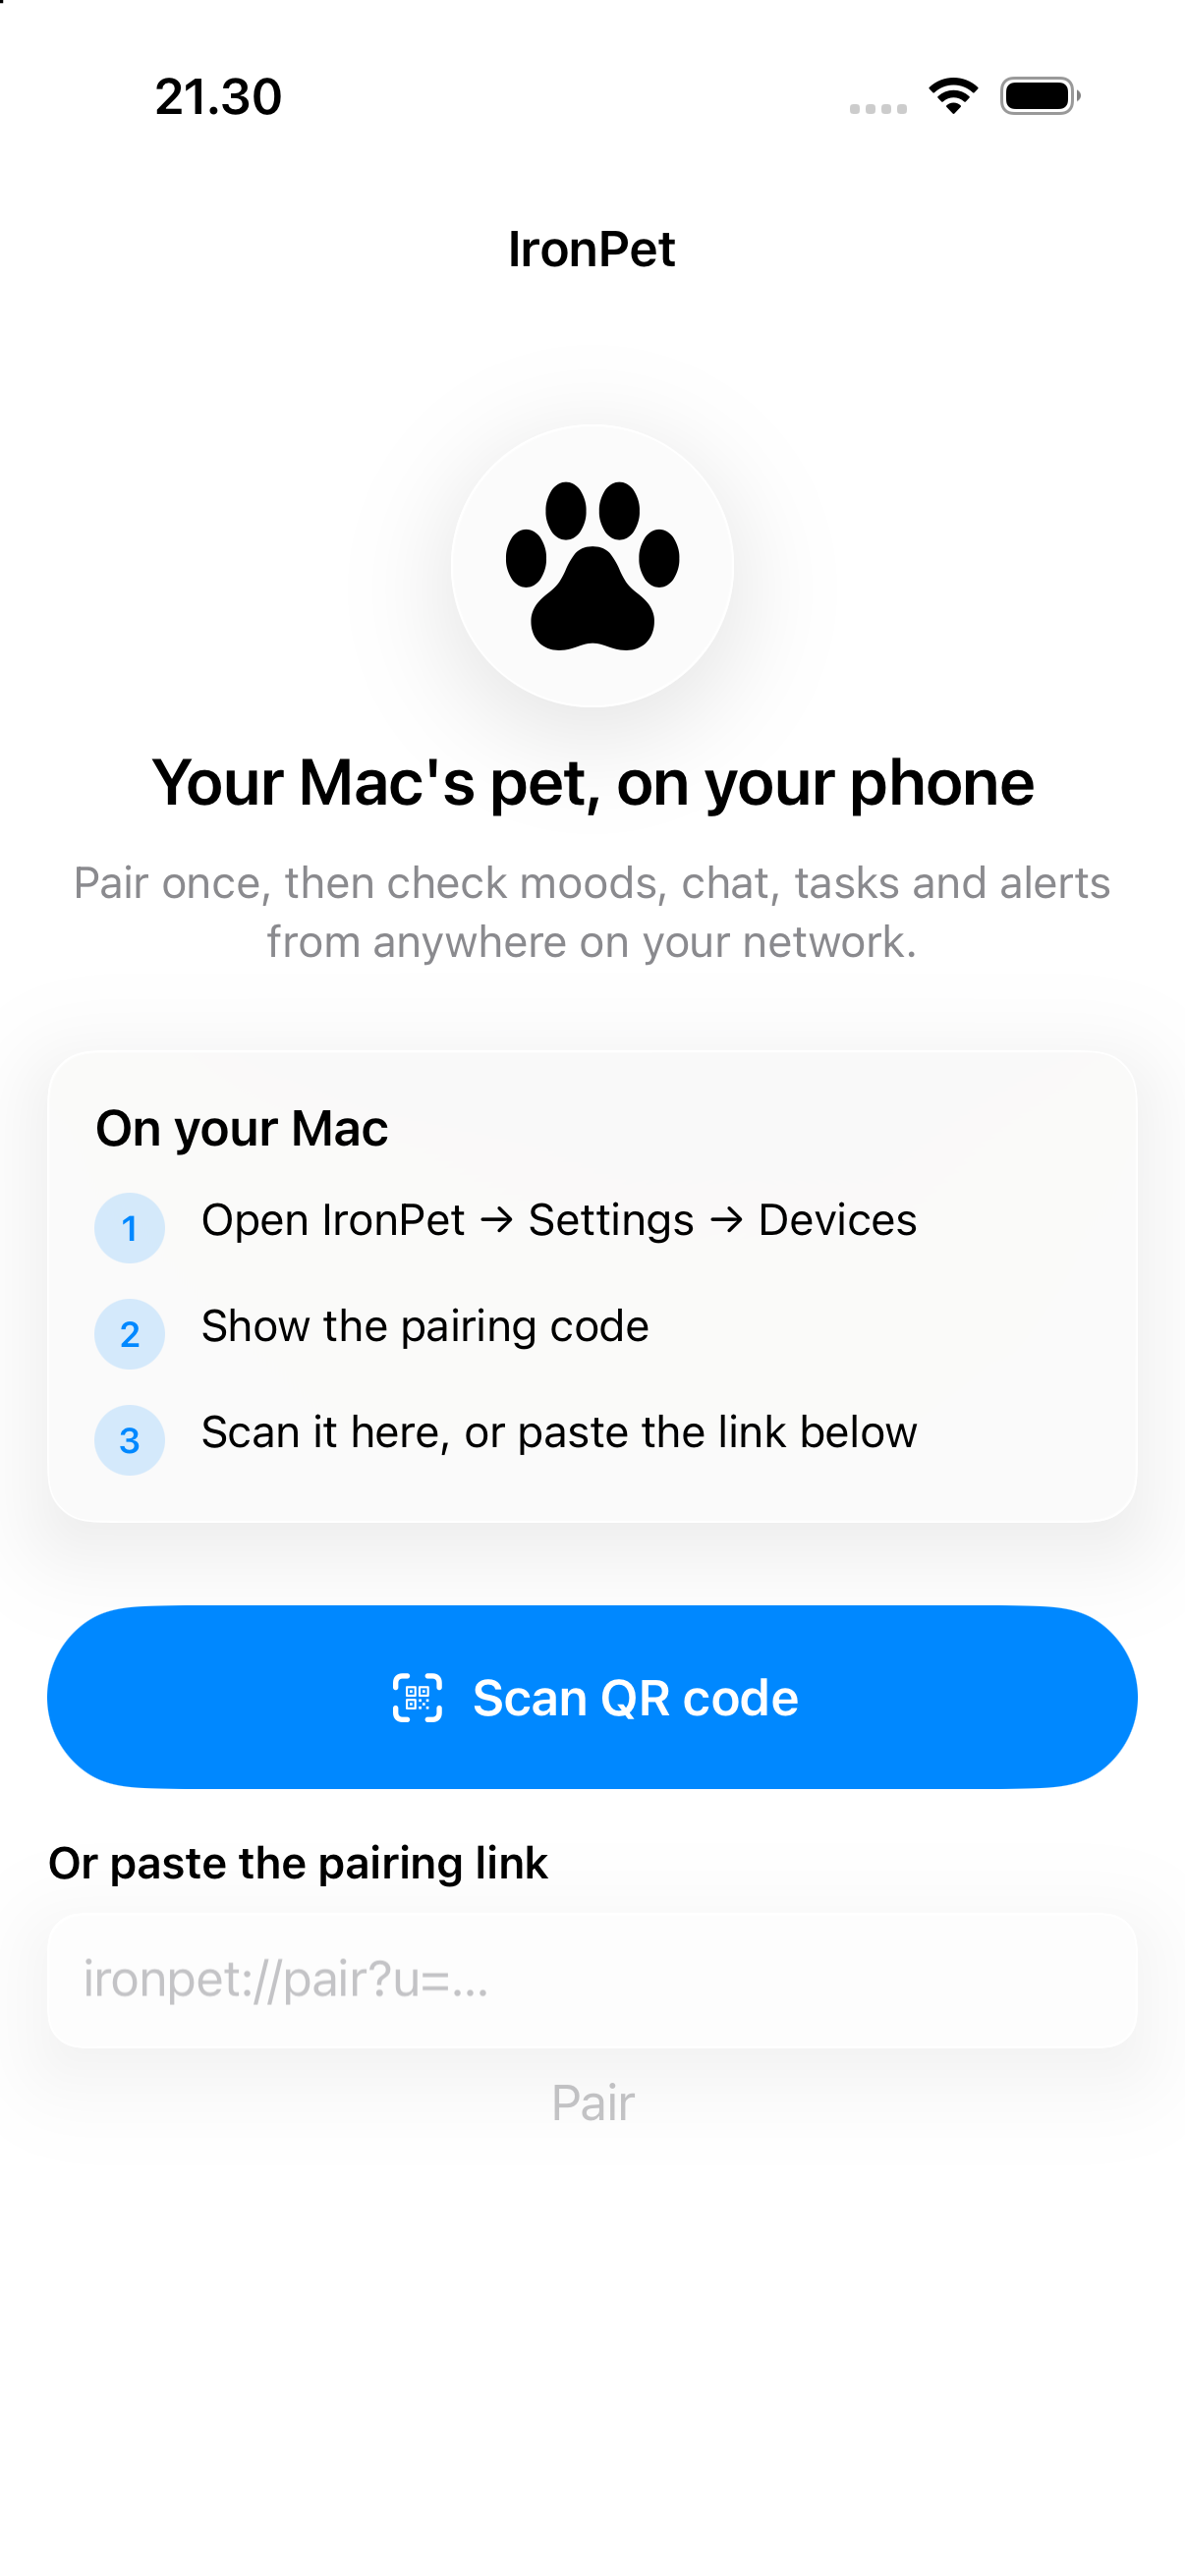 21.30
IronPet
Your Mac's pet, on your phone
Pair once, then check moods, chat, tasks and alerts
from anywhere on your network.
On your Mac
1 Open IronPet → Settings → Devices
2 Show the pairing code
3 Scan it here, or paste the link below
Scan QR code
Or paste the pairing link
ironpet://pair?u=...
Pair